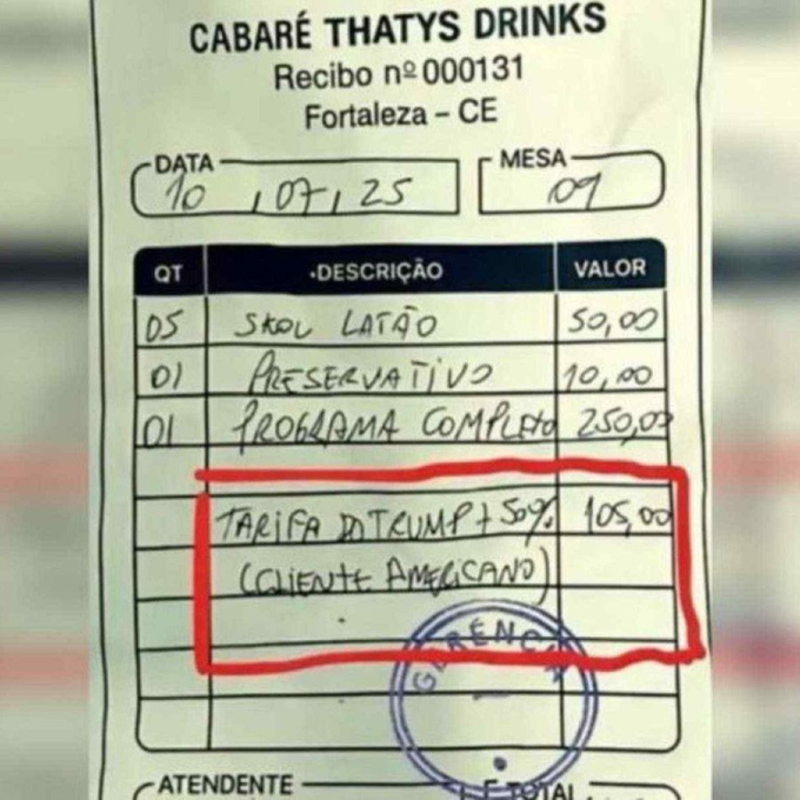 CABARÉ THATYS DRINKS
Recibo nº 000131
Fortaleza – CE
DATA MESA
10 / 07 / 25 09
QT DESCRIÇÃO VALOR
05 SKOL LATÃO 50,00
01 PRESERVATIVO 10,00
01 PROGRAMA COMPLETO 250,00
TARIFA DO TRUMP + 50% 105,00
(CLIENTE AMERICANO)
GERÊNCIA
ATENDENTE TOTAL